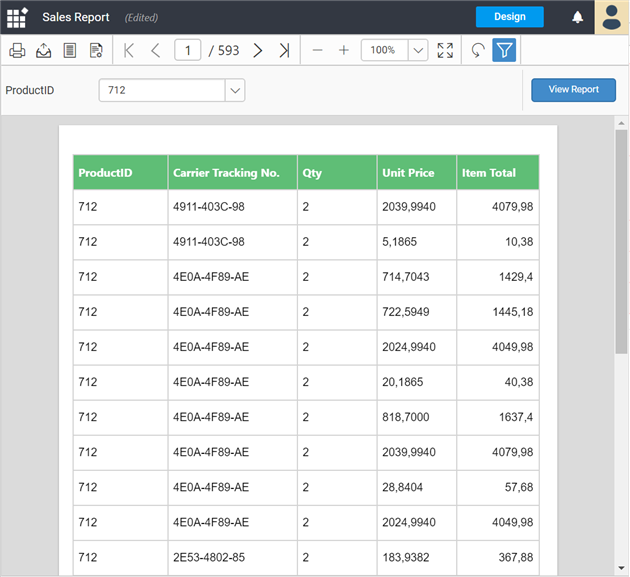 Sales Report (Edited) Design
1 / 593 100%
ProductID 712 View Report
ProductID Carrier Tracking No. Qty Unit Price Item Total
712 4911-403C-98 2 2039,9940 4079,98
712 4911-403C-98 2 5,1865 10,38
712 4E0A-4F89-AE 2 714,7043 1429,4
712 4E0A-4F89-AE 2 722,5949 1445,18
712 4E0A-4F89-AE 2 2024,9940 4049,98
712 4E0A-4F89-AE 2 20,1865 40,38
712 4E0A-4F89-AE 2 818,7000 1637,4
712 4E0A-4F89-AE 2 2039,9940 4079,98
712 4E0A-4F89-AE 2 28,8404 57,68
712 4E0A-4F89-AE 2 2024,9940 4049,98
712 2E53-4802-85 2 183,9382 367,88